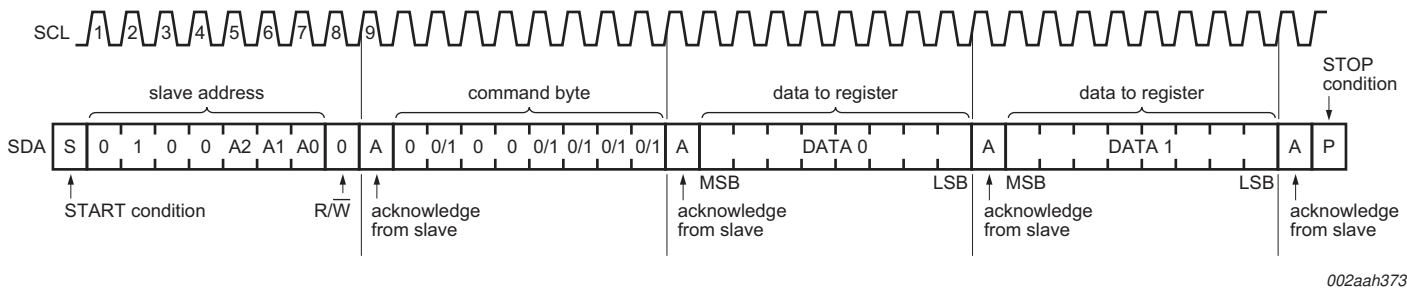 SCL 1 2 3 4 5 6 7 8 9
STOP
condition
slave address command byte data to register data to register
SDA S 0 1 0 0 A2 A1 A0 0 A 0 0/1 0 0 0/1 0/1 0/1 0/1 A DATA 0 A DATA 1 A P
MSB LSB MSB LSB
START condition R/W acknowledge acknowledge acknowledge acknowledge
from slave from slave from slave from slave
002aah373